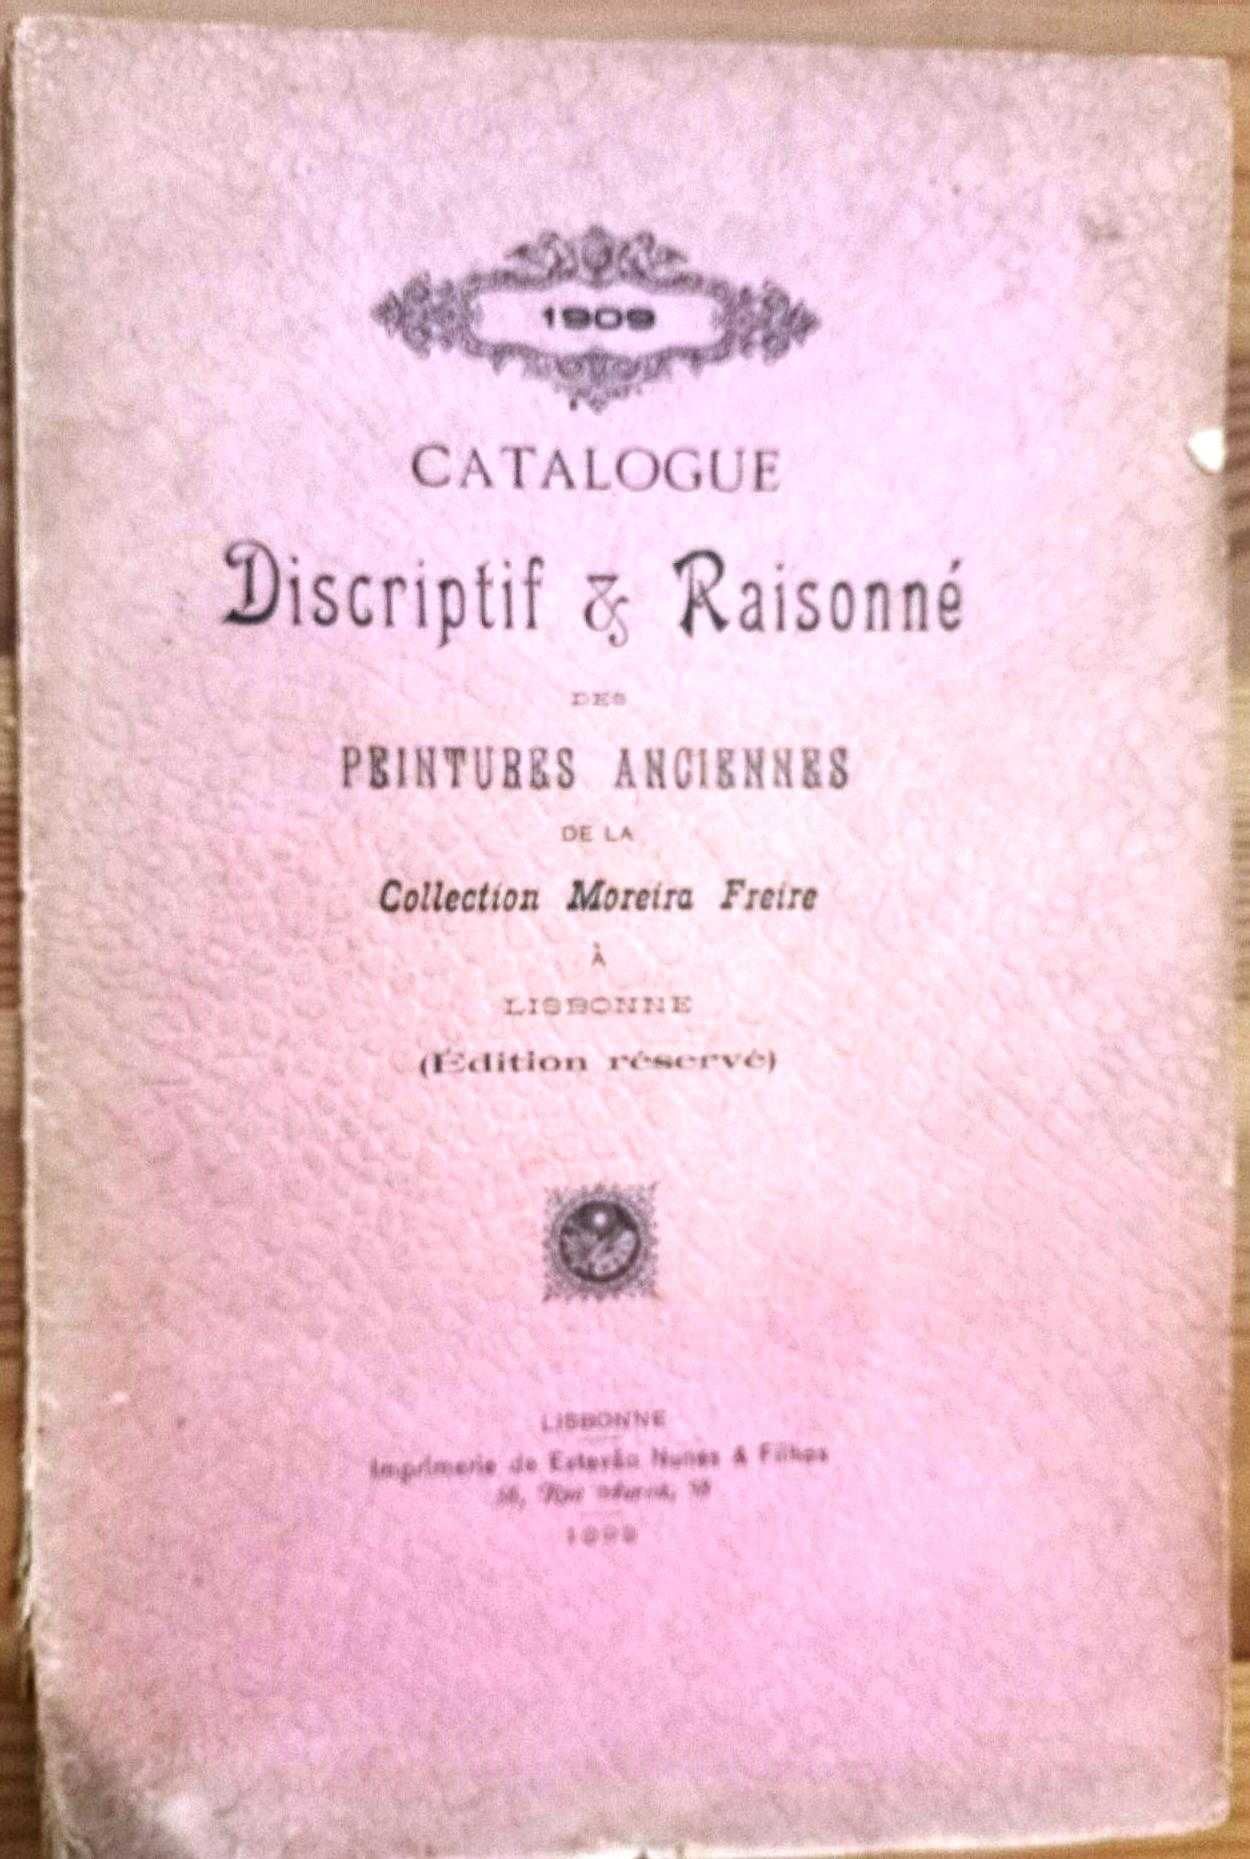 1909
CATALOGUE
Discriptif & Raisonné
DES
PEINTURES ANCIENNES
DE LA
Collection Moreira Freire
À
LISBONNE
(Édition réservé)
LISBONNE
Imprimerie de Estevão Nunes & Filhos
Rua